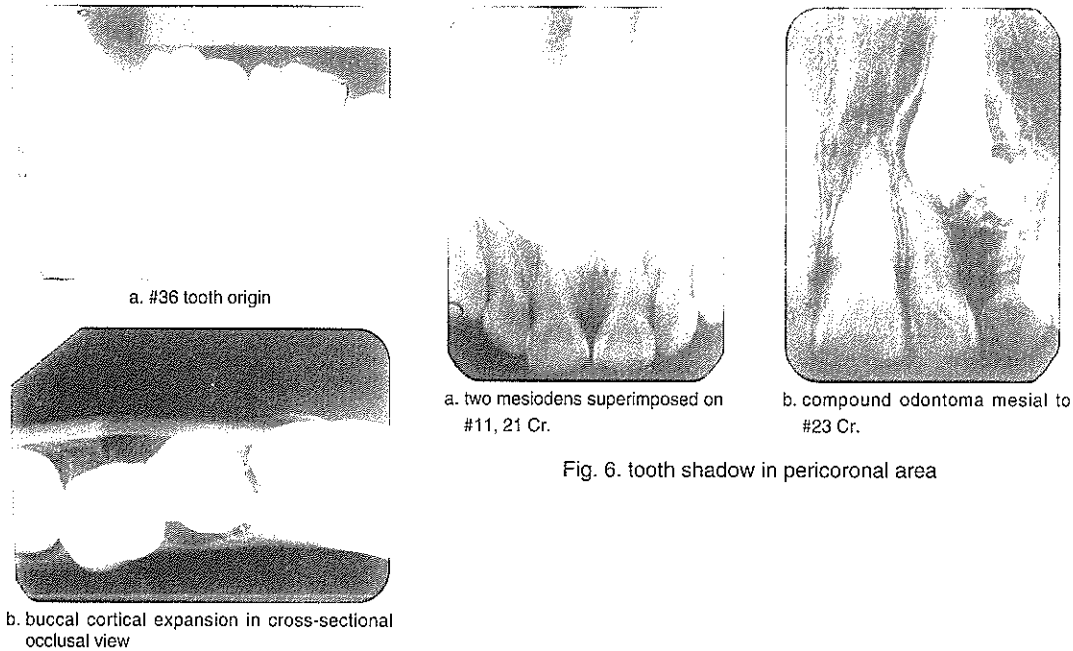 a. #36 tooth origin
b. buccal cortical expansion in cross-sectional
occlusal view
a. two mesiodens superimposed on
#11, 21 Cr.
b. compound odontoma mesial to
#23 Cr.
Fig. 6. tooth shadow in pericoronal area